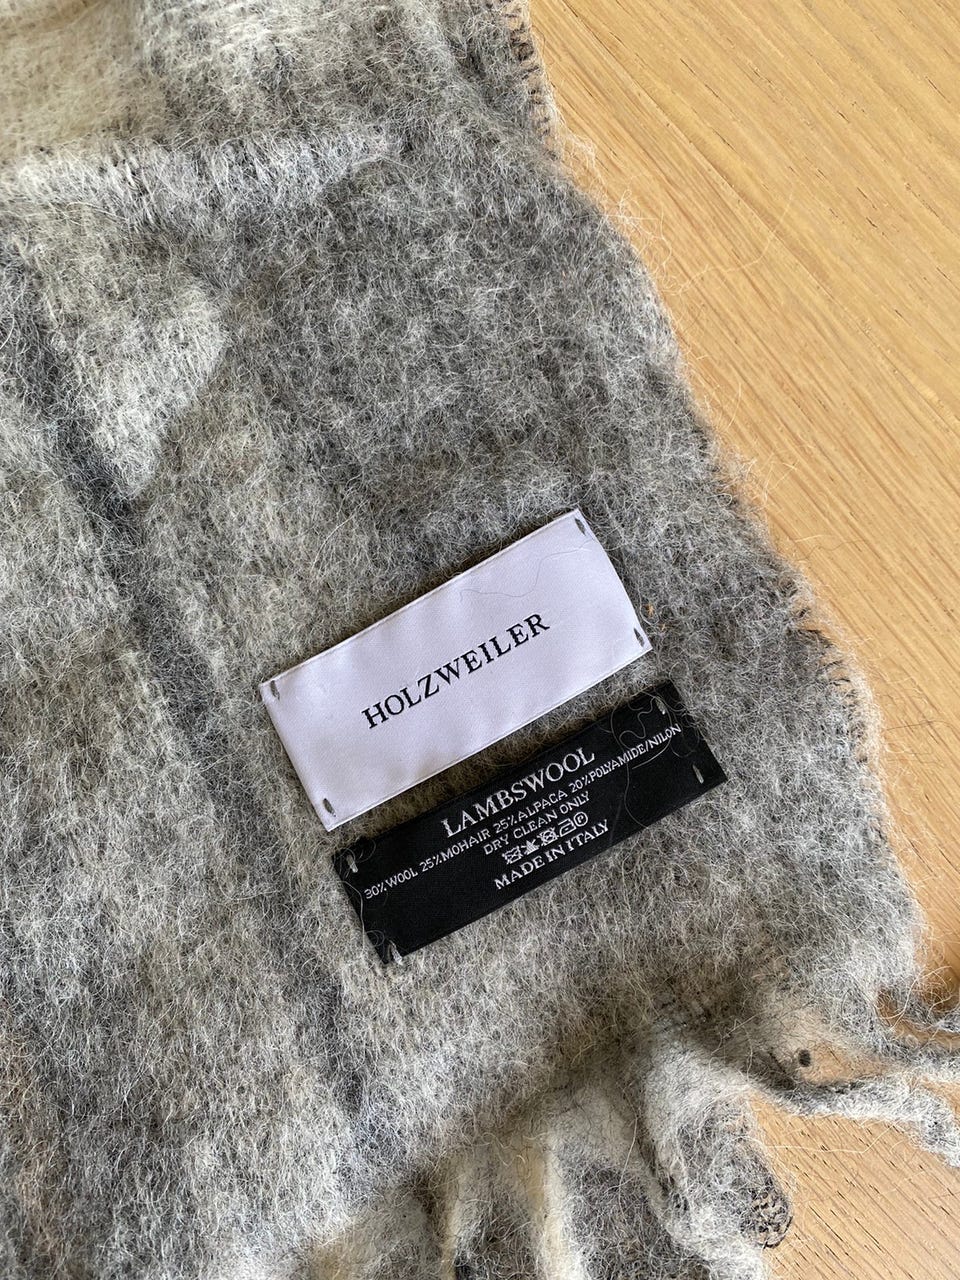 HOLZWEILER
LAMBSWOOL
30%WOOL 25%MOHAIR 25%ALPACA 20%POLYAMIDE/NILON
DRY CLEAN ONLY
MADE IN ITALY